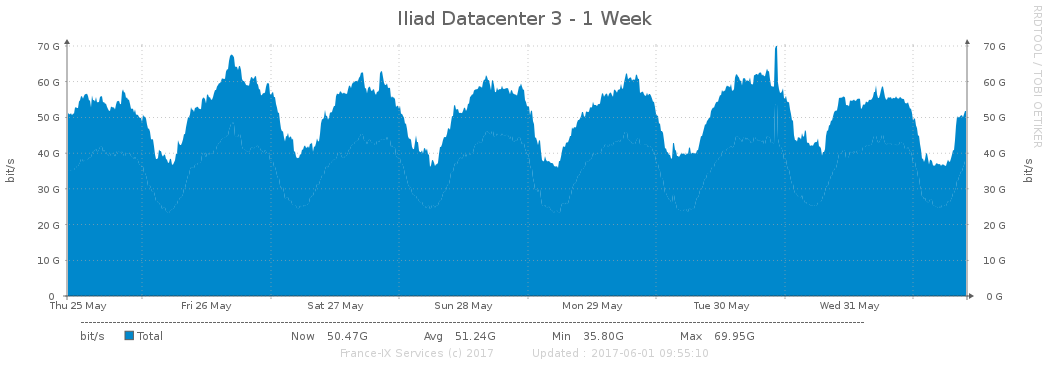 Iliad Datacenter 3 - 1 Week
RRDTOOL / TOBI OETIKER
70 G 70 G
60 G 60 G
50 G 50 G
40 G 40 G
30 G 30 G
20 G 20 G
10 G 10 G
0 0 G
bit/s bit/s
Thu 25 May Fri 26 May Sat 27 May Sun 28 May Mon 29 May Tue 30 May Wed 31 May
bit/s Total Now 50.47G Avg 51.24G Min 35.80G Max 69.95G
France-IX Services (c) 2017 Updated : 2017-06-01 09:55:10